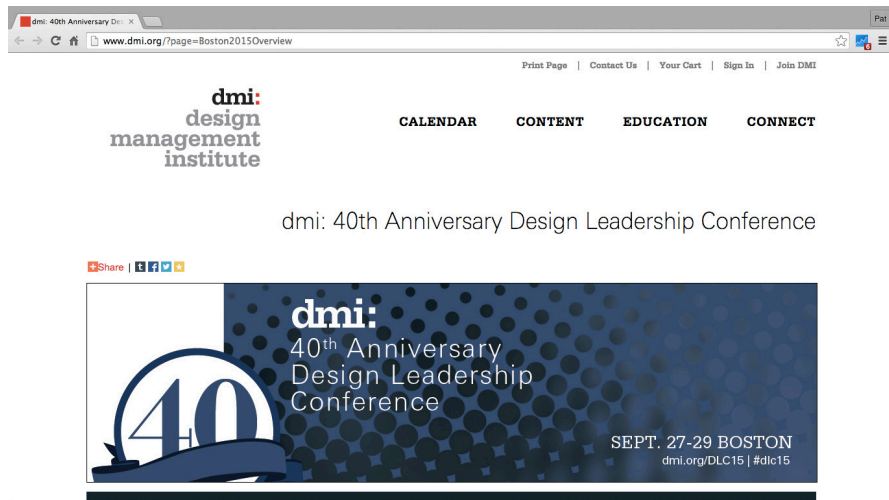 dmi: 40th Anniversary Des
Pat
www.dmi.org/?page=Boston2015Overview
6
Print Page | Contact Us | Your Cart | Sign In | Join DMI
dmi:
design
management
institute
CALENDAR CONTENT EDUCATION CONNECT
dmi: 40th Anniversary Design Leadership Conference
Share |
dmi:
40th Anniversary
Design Leadership
Conference
40
SEPT. 27-29 BOSTON
dmi.org/DLC15 | #dlc15